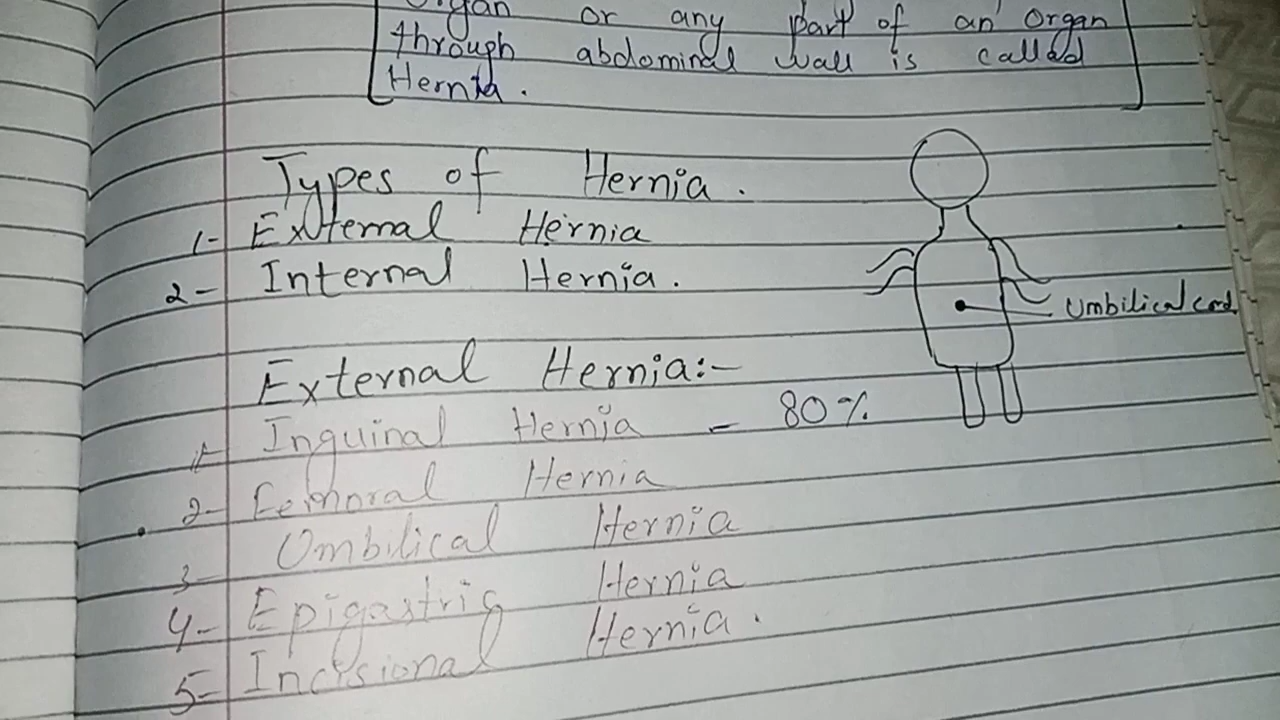 Organ or any part of an Organ
through abdominal wall is called
Hernia.
Types of Hernia.
1- External Hernia
2- Internal Hernia.
Umbilical cord
External Hernia:-
1- Inguinal Hernia - 80%
2- Femoral Hernia
3- Umbilical Hernia
4- Epigastric Hernia
5- Incisional Hernia.